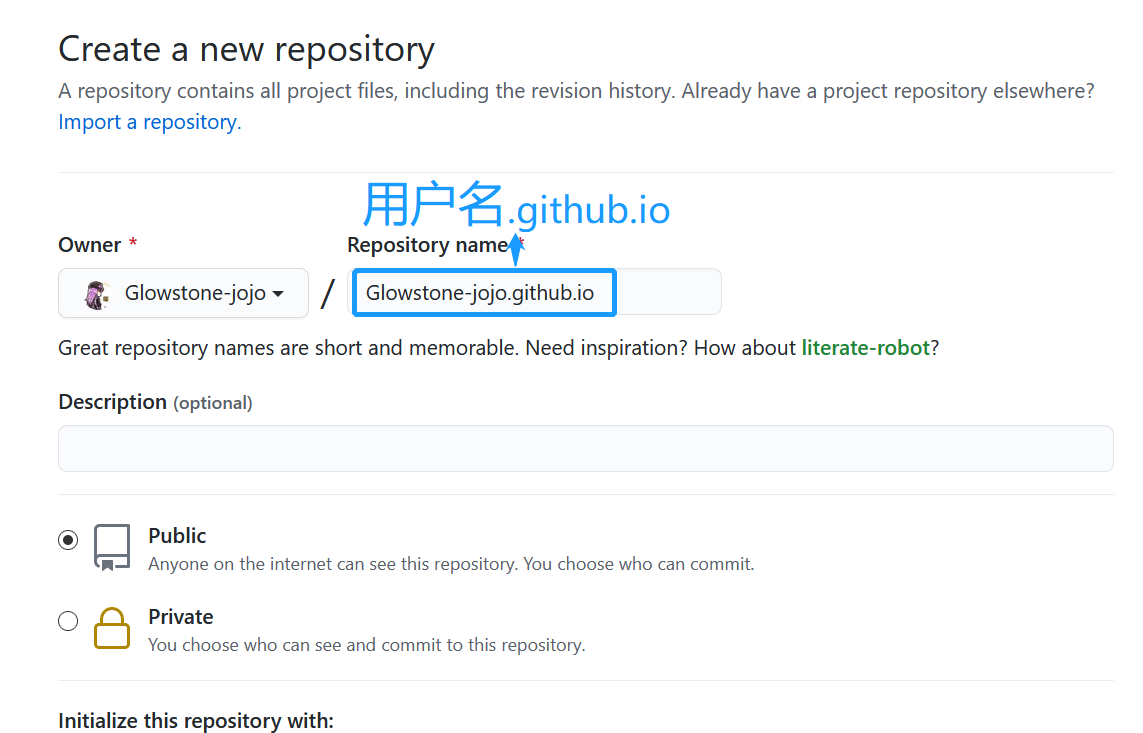 Create a new repository
A repository contains all project files, including the revision history. Already have a project repository elsewhere?
Import a repository.
用户名.github.io
Owner * Repository name *
Glowstone-jojo / Glowstone-jojo.github.io
Great repository names are short and memorable. Need inspiration? How about literate-robot?
Description (optional)
Public
Anyone on the internet can see this repository. You choose who can commit.
Private
You choose who can see and commit to this repository.
Initialize this repository with: